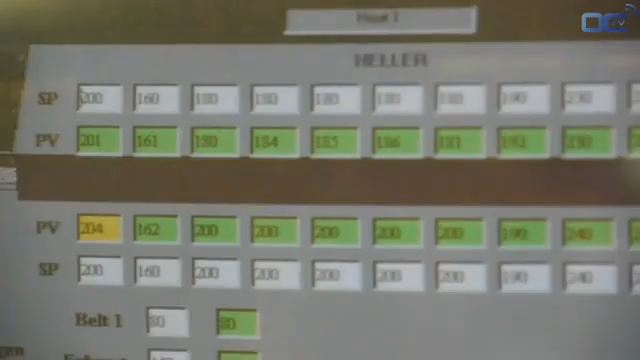 OC TV
HELLER
SP 200 160 180 180 180 180 180 190 230
PV 201 161 180 184 185 186 181 192 230
PV 204 162 200 200 200 200 200 190 240
SP 200 160 200 200 200 200 200 190 240
Belt 1 80 80